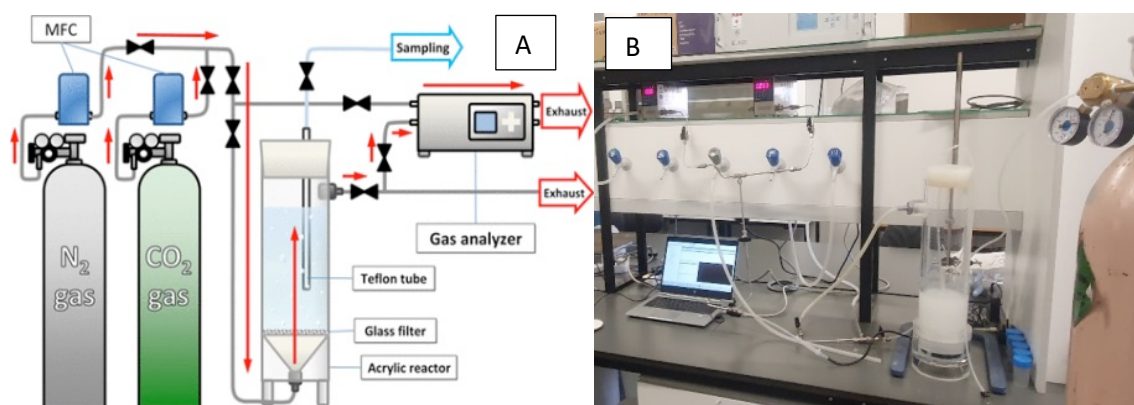 MFC
Sampling
A
B
Exhaust
Exhaust
Gas analyzer
N₂
gas
CO₂
gas
Teflon tube
Glass filter
Acrylic reactor